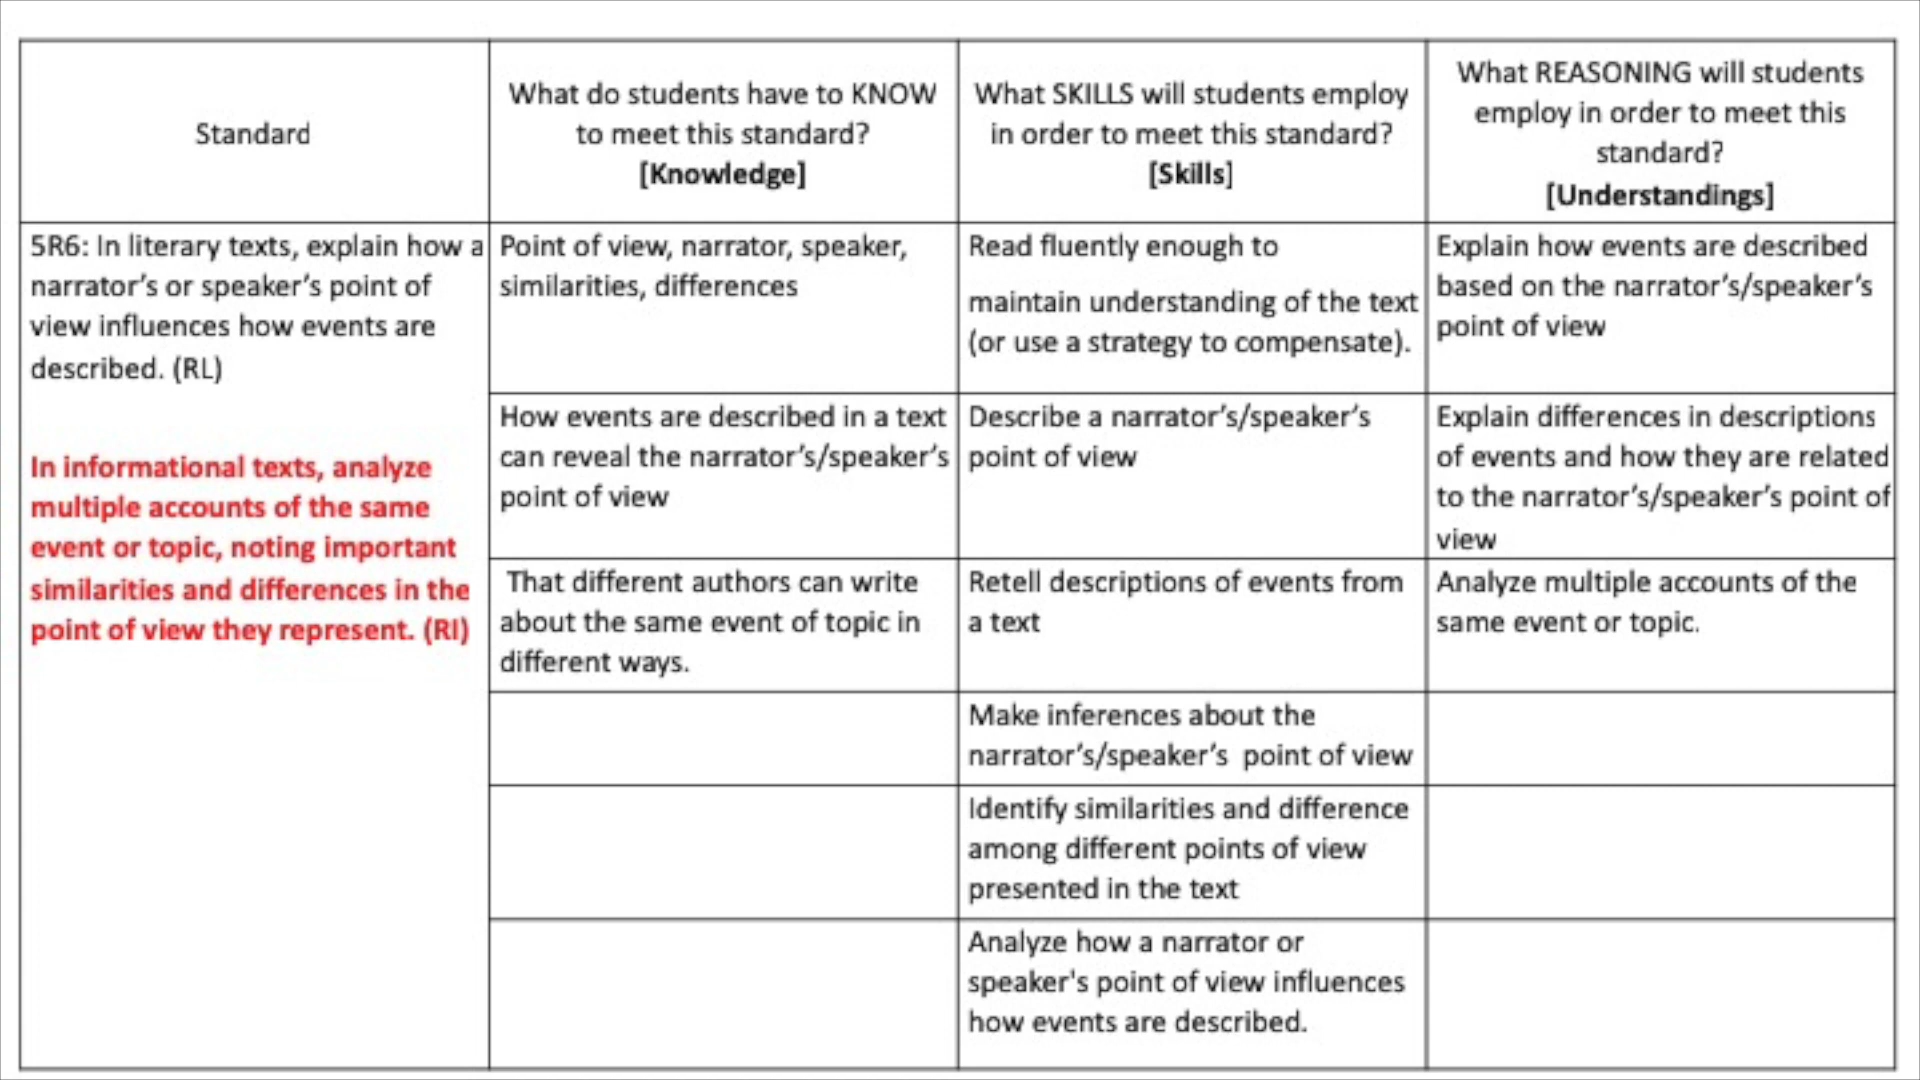 Standard
What do students have to KNOW
to meet this standard?
[Knowledge]
What SKILLS will students employ
in order to meet this standard?
[Skills]
What REASONING will students
employ in order to meet this
standard?
[Understandings]
5R6: In literary texts, explain how a
narrator’s or speaker’s point of
view influences how events are
described. (RL)
In informational texts, analyze
multiple accounts of the same
event or topic, noting important
similarities and differences in the
point of view they represent. (RI)
Point of view, narrator, speaker,
similarities, differences
Read fluently enough to
maintain understanding of the text
(or use a strategy to compensate).
Explain how events are described
based on the narrator’s/speaker’s
point of view
How events are described in a text
can reveal the narrator’s/speaker’s
point of view
Describe a narrator’s/speaker’s
point of view
Explain differences in descriptions
of events and how they are related
to the narrator’s/speaker’s point of
view
That different authors can write
about the same event of topic in
different ways.
Retell descriptions of events from
a text
Analyze multiple accounts of the
same event or topic.
Make inferences about the
narrator’s/speaker’s point of view
Identify similarities and difference
among different points of view
presented in the text
Analyze how a narrator or
speaker's point of view influences
how events are described.